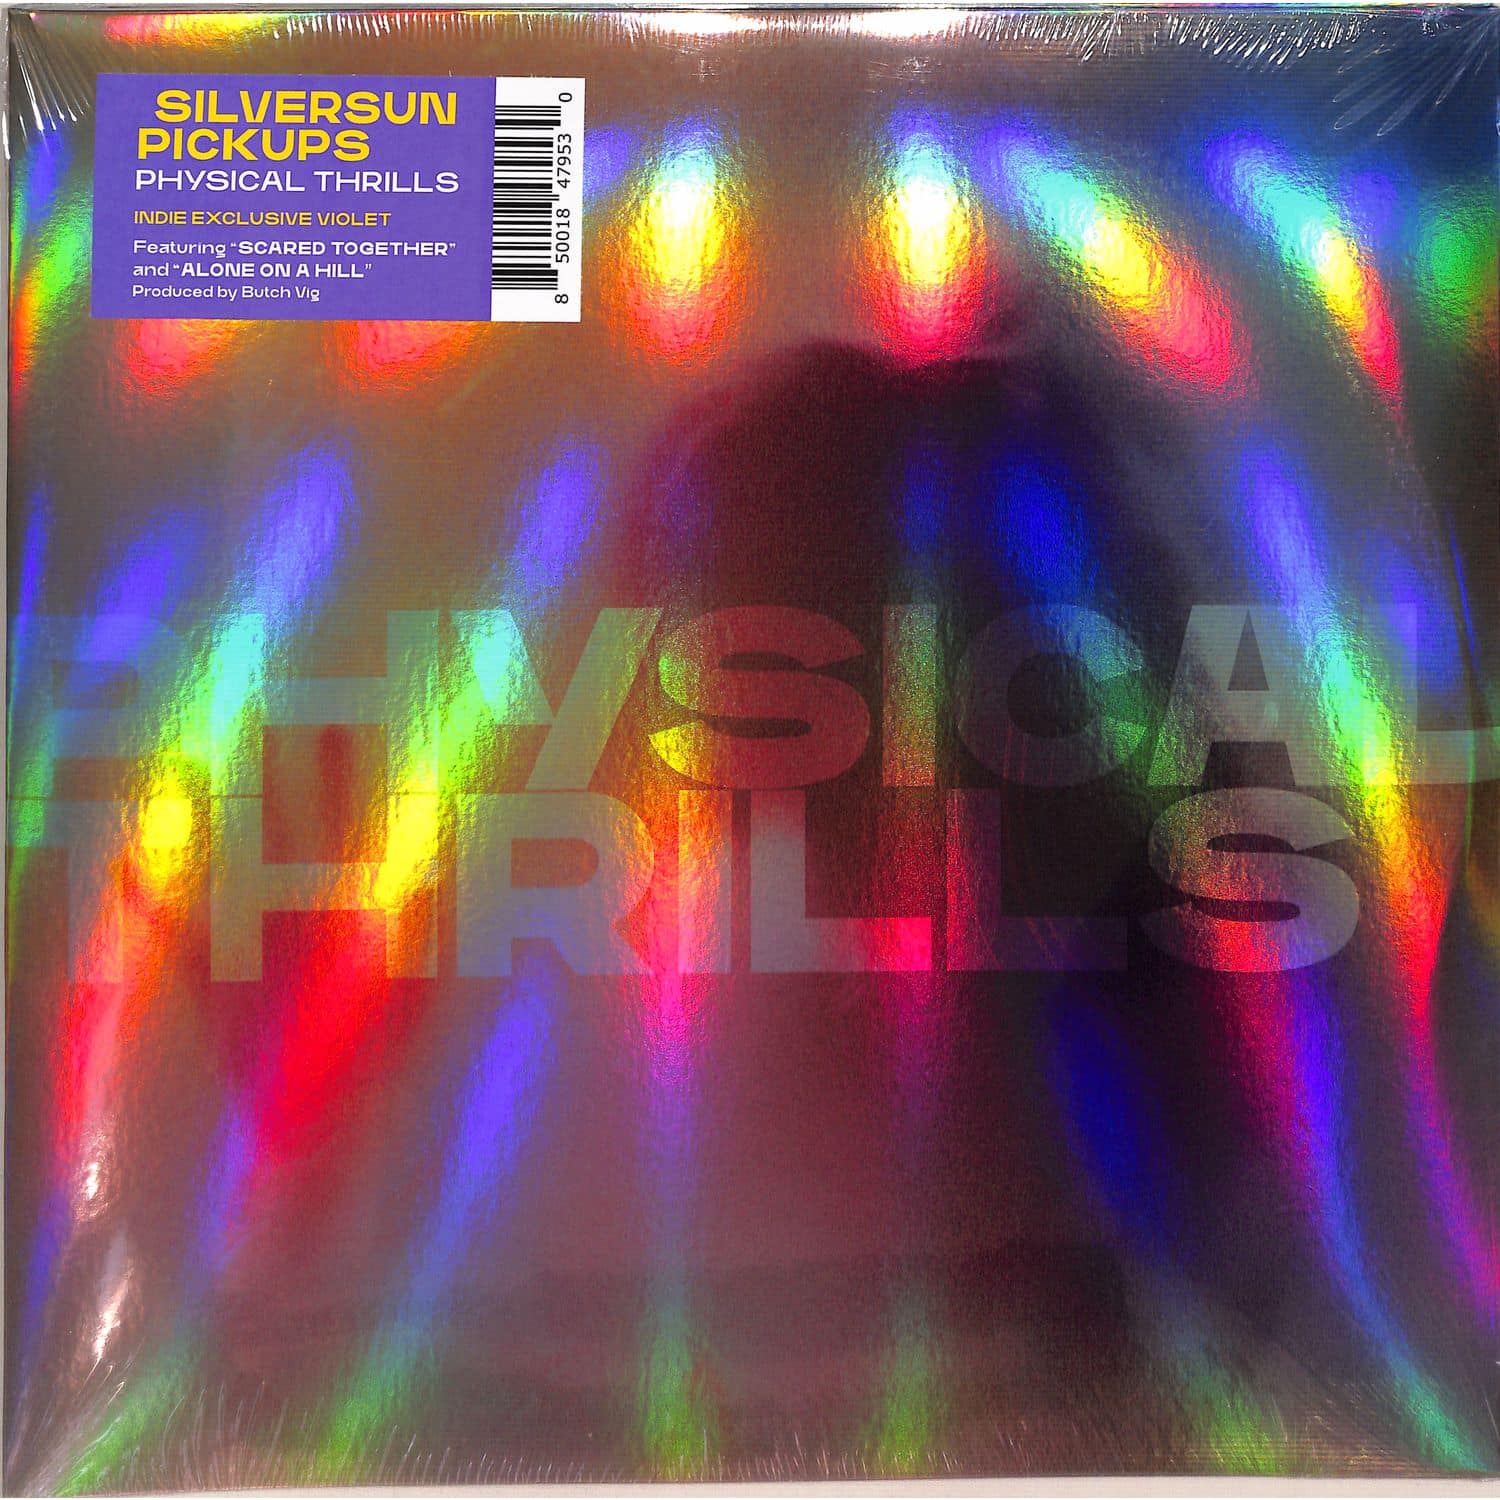 SILVERSUN
PICKUPS
PHYSICAL THRILLS
INDIE EXCLUSIVE VIOLET
Featuring “SCARED TOGETHER”
and “ALONE ON A HILL”
Produced by Butch Vig
8 50018 47953 0
PHYSICAL
THRILLS